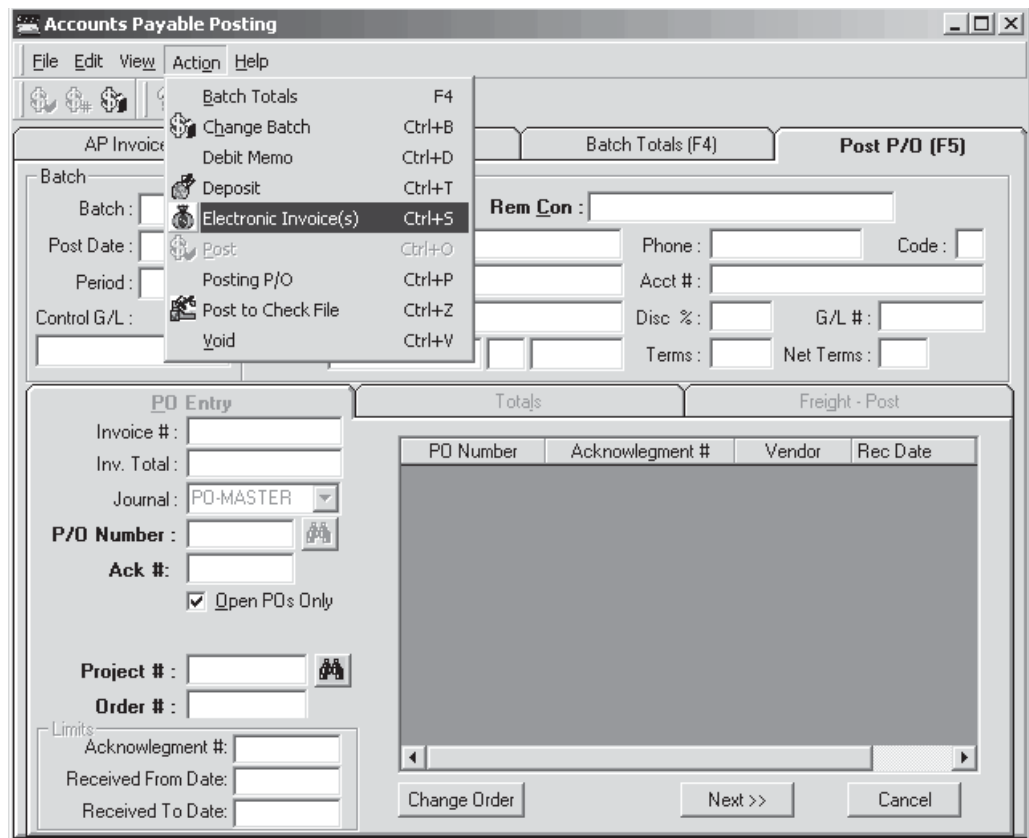 Accounts Payable Posting
File Edit View Action Help
Batch Totals F4
Change Batch Ctrl+B
Debit Memo Ctrl+D
Deposit Ctrl+T
Electronic Invoice(s) Ctrl+S
Post Ctrl+O
Posting P/O Ctrl+P
Post to Check File Ctrl+Z
Void Ctrl+V
AP Invoice Batch Totals (F4) Post P/O (F5)
Batch
Batch : Rem Con :
Post Date : Phone : Code :
Period : Acct # :
Control G/L : Disc % : G/L # :
Terms : Net Terms :
PO Entry Totals Freight - Post
Invoice # :
Inv. Total :
Journal : PO-MASTER
P/O Number :
Ack #:
Open POs Only
Project # :
Order # :
Limits
Acknowlegment #:
Received From Date:
Received To Date:
PO Number Acknowlegment # Vendor Rec Date
Change Order Next >> Cancel